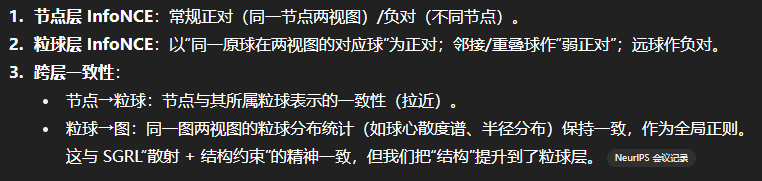 1. 节点层 InfoNCE：常规正对（同一节点两视图）/负对（不同节点）。
2. 粒球层 InfoNCE：以“同一原球在两视图的对应球”为正对；邻接/重叠球作“弱正对”；远球作负对。
3. 跨层一致性：
• 节点→粒球：节点与其所属粒球表示的一致性（拉近）。
• 粒球→图：同一图两视图的粒球分布统计（如球心散度谱、半径分布）保持一致，作为全局正则。
这与 SGRL“散射 + 结构约束”的精神一致，但我们把“结构”提升到了粒球层。 NeurIPS 会议记录